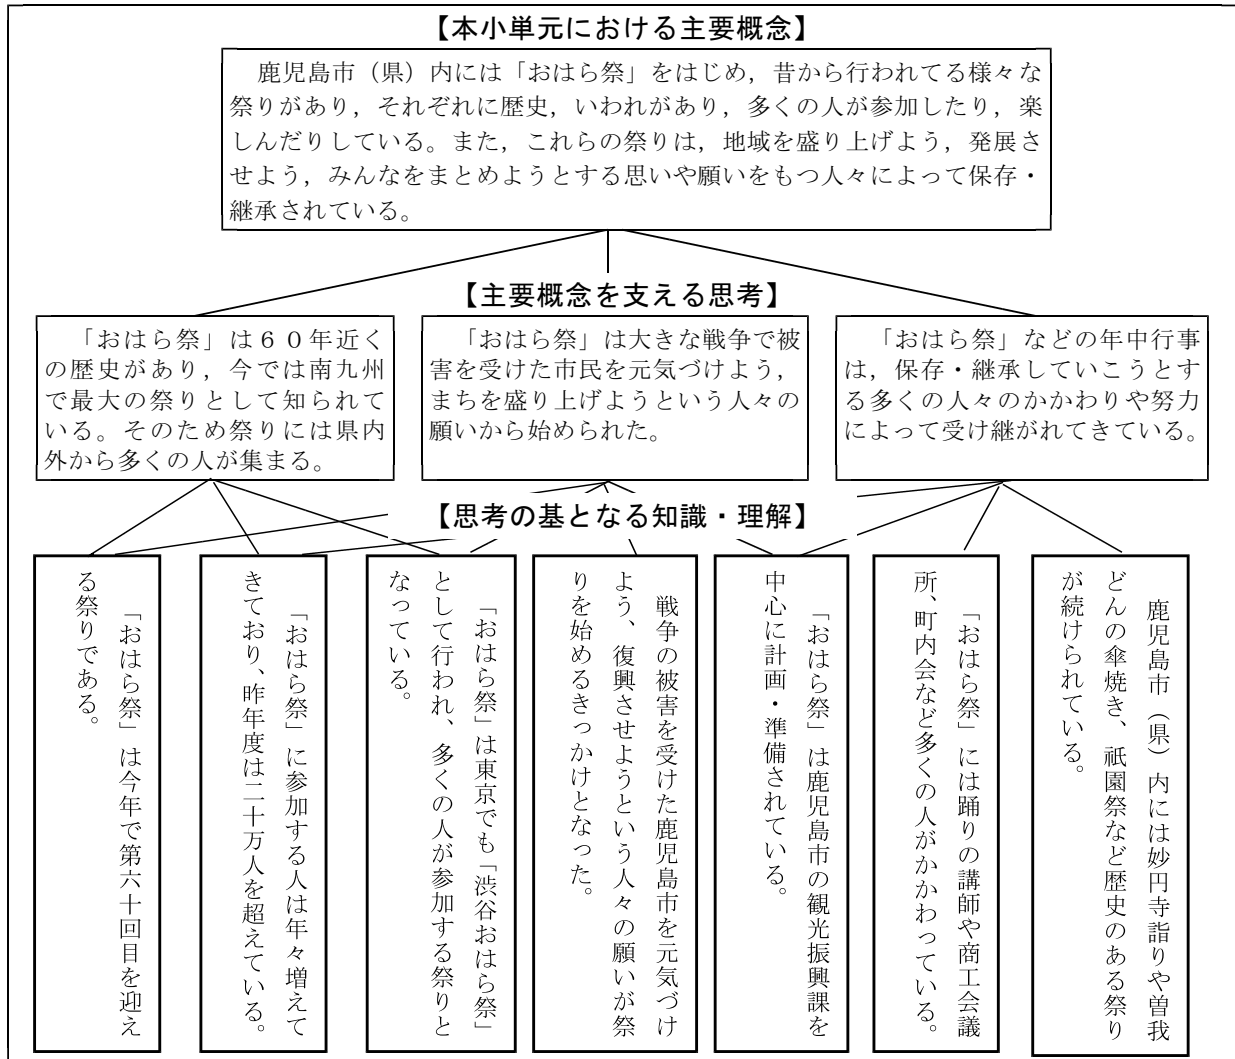 【本小単元における主要概念】
鹿児島市（県）内には「おはら祭」をはじめ，昔から行われてる様々な
祭りがあり，それぞれに歴史，いわれがあり，多くの人が参加したり，楽
しんだりしている。また，これらの祭りは，地域を盛り上げよう，発展さ
せよう，みんなをまとめようとする思いや願いをもつ人々によって保存・
継承されている。
【主要概念を支える思考】
「おはら祭」は６０年近く
の歴史があり，今では南九州
で最大の祭りとして知られて
いる。そのため祭りには県内
外から多くの人が集まる。
「おはら祭」は大きな戦争で被
害を受けた市民を元気づけよう，
まちを盛り上げようという人々の
願いから始められた。
「おはら祭」などの年中行事
は，保存・継承していこうとす
る多くの人々のかかわりや努力
によって受け継がれてきている。
【思考の基となる知識・理解】
「おはら祭」は今年で第六十回目を迎え
る祭りである。
「おはら祭」に参加する人は年々増えて
きており、昨年度は二十万人を超えている。
「おはら祭」は東京でも「渋谷おはら祭」
として行われ、多くの人が参加する祭りと
なっている。
戦争の被害を受けた鹿児島市を元気づけ
よう、復興させようという人々の願いが祭
りを始めるきっかけとなった。
「おはら祭」は鹿児島市の観光振興課を
中心に計画・準備されている。
「おはら祭」には踊りの講師や商工会議
所、町内会など多くの人がかかわっている。
鹿児島市（県）内には妙円寺詣りや曽我
どんの傘焼き、祇園祭など歴史のある祭り
が続けられている。